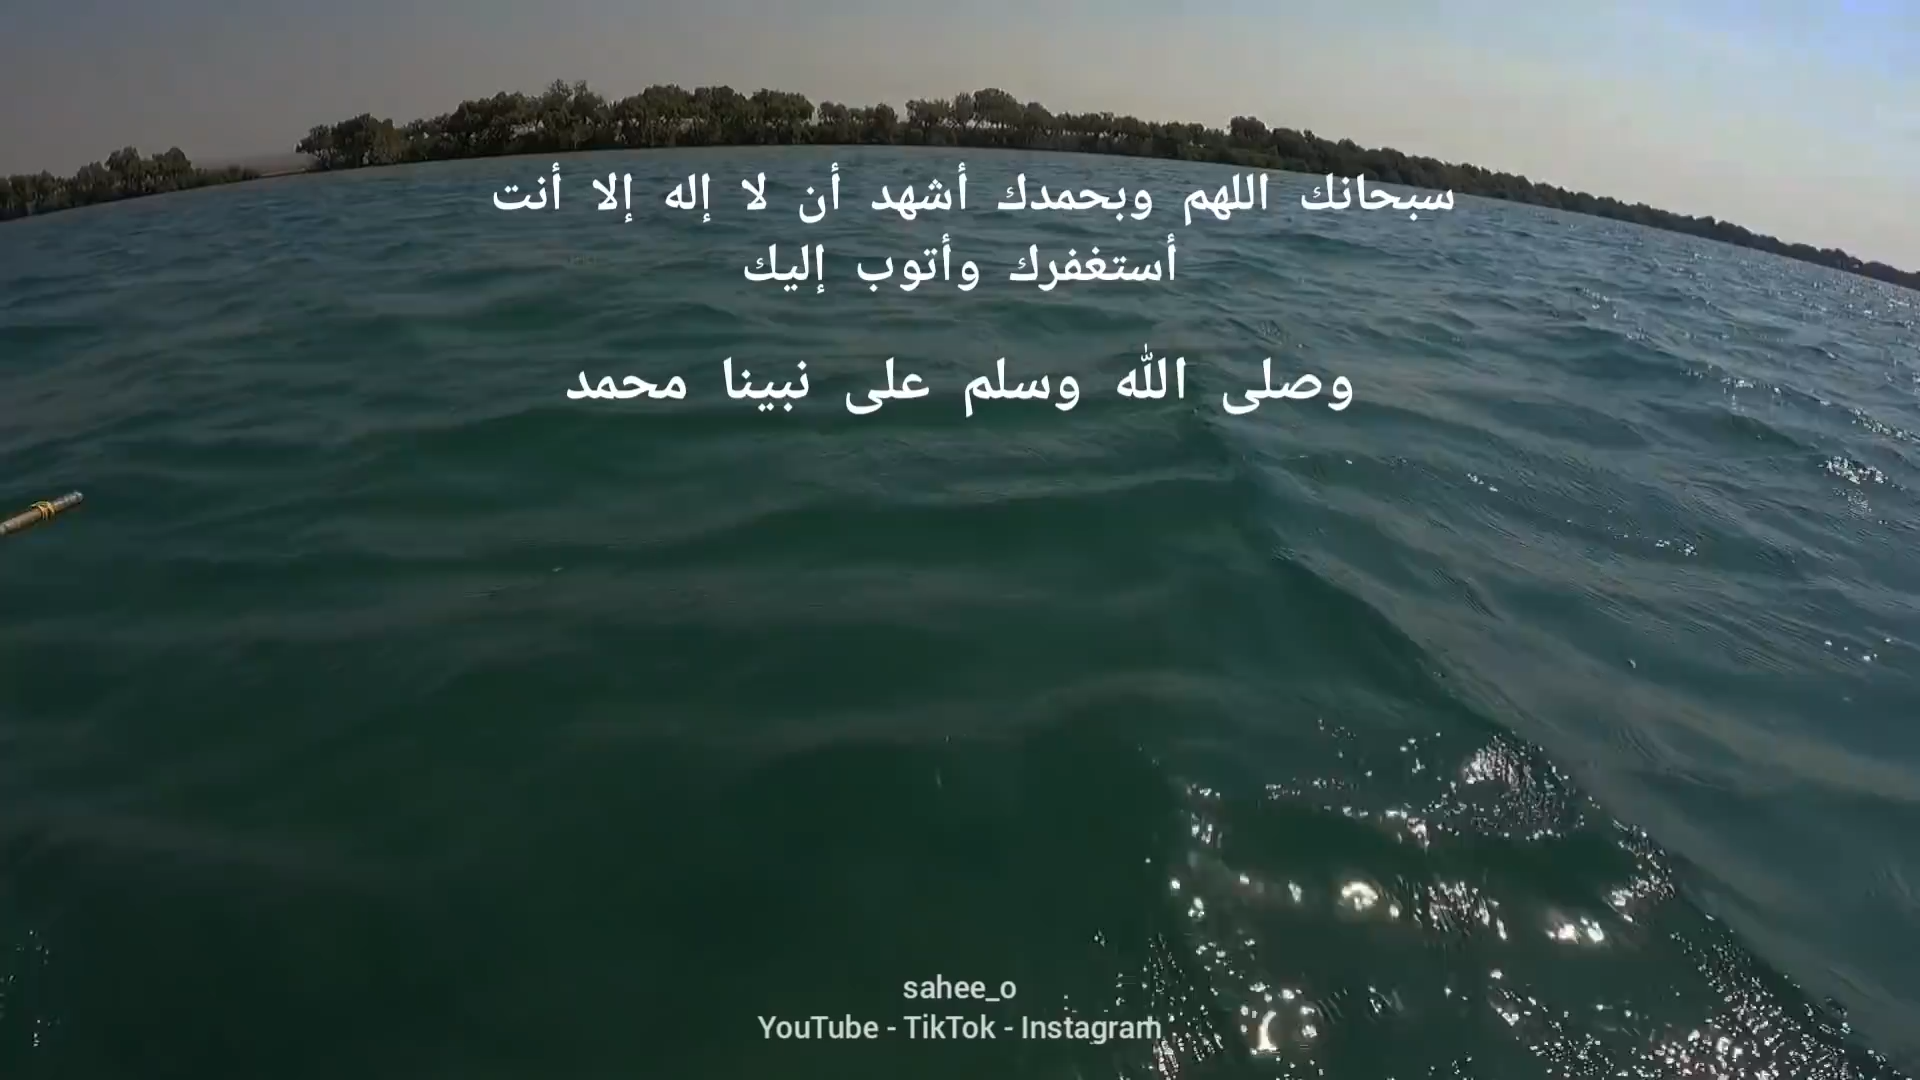 سبحانك اللهم وبحمدك أشهد أن لا إله إلا أنت
أستغفرك وأتوب إليك
وصلى الله وسلم على نبينا محمد
sahee_o
YouTube - TikTok - Instagram